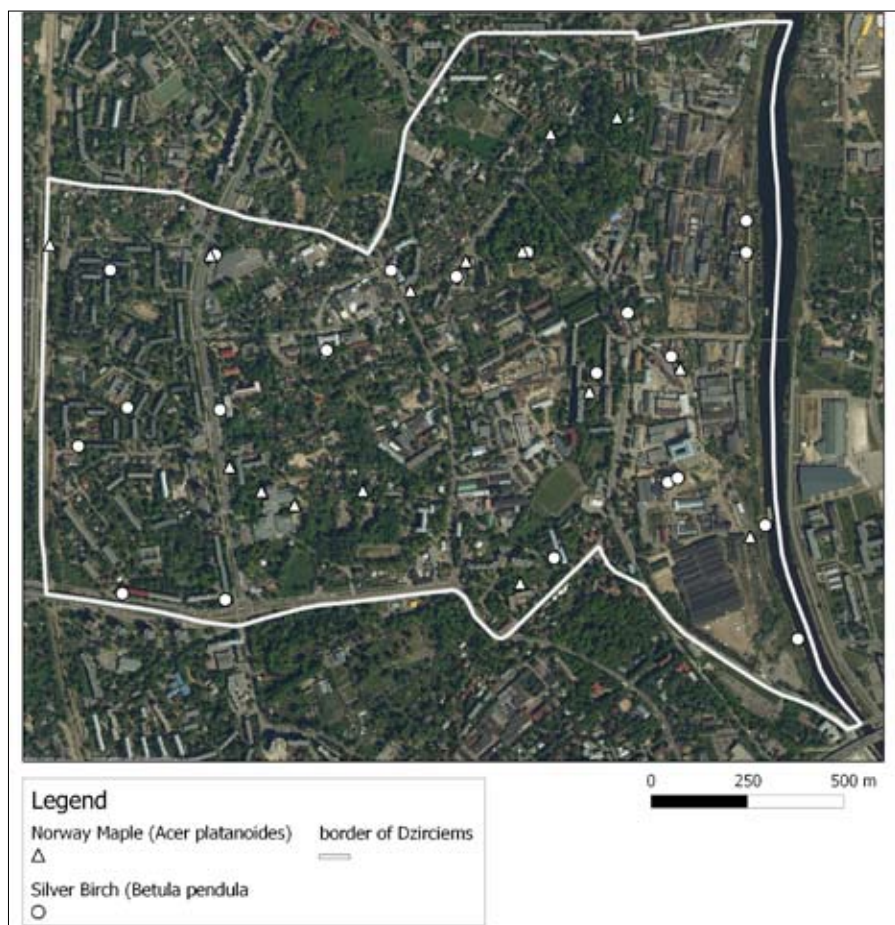 0 250 500 m
Legend
Norway Maple (Acer platanoides) border of Dzirciems
Silver Birch (Betula pendula